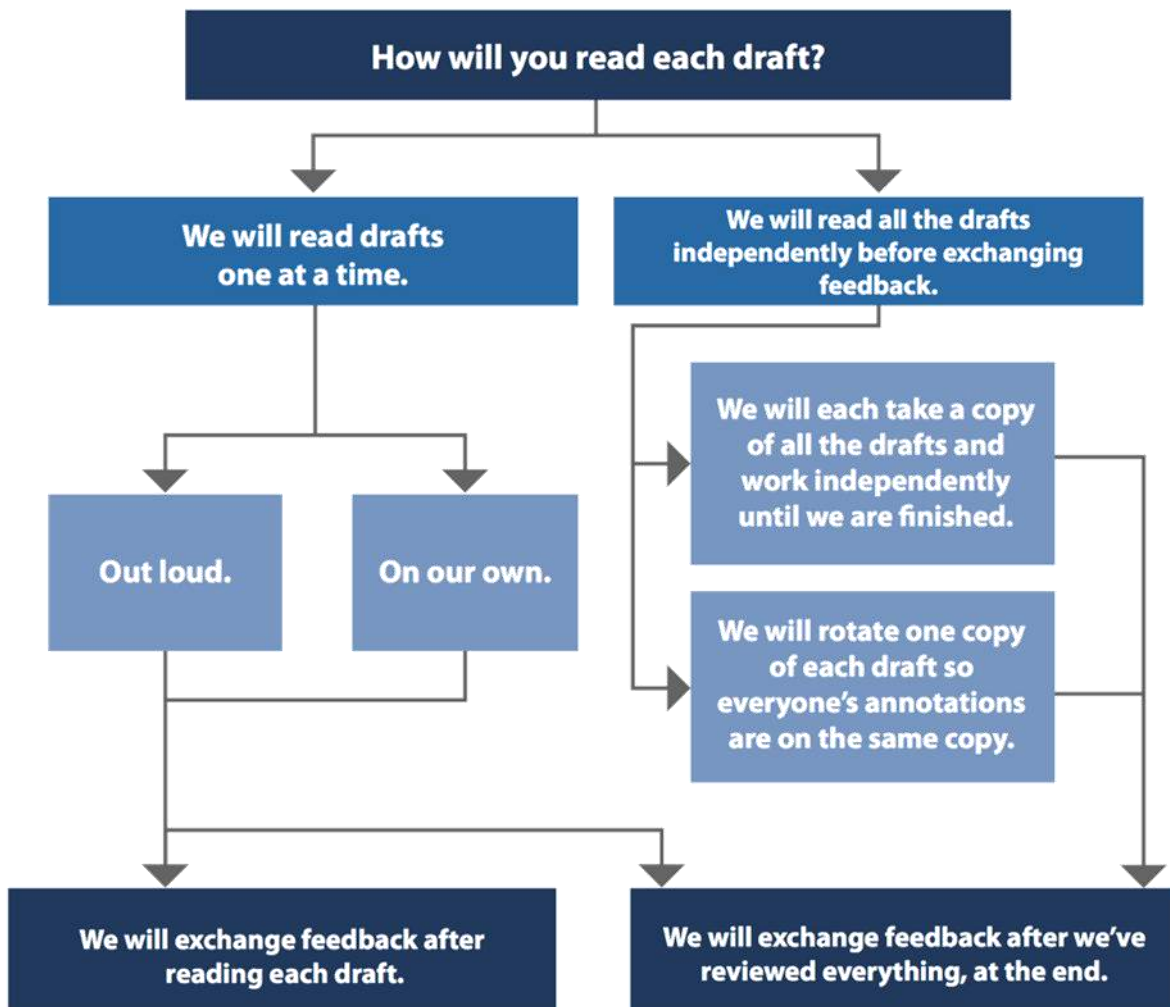 How will you read each draft?
We will read drafts
one at a time.
We will read all the drafts
independently before exchanging
feedback.
Out loud.
On our own.
We will each take a copy
of all the drafts and
work independently
until we are finished.
We will rotate one copy
of each draft so
everyone’s annotations
are on the same copy.
We will exchange feedback after
reading each draft.
We will exchange feedback after we’ve
reviewed everything, at the end.